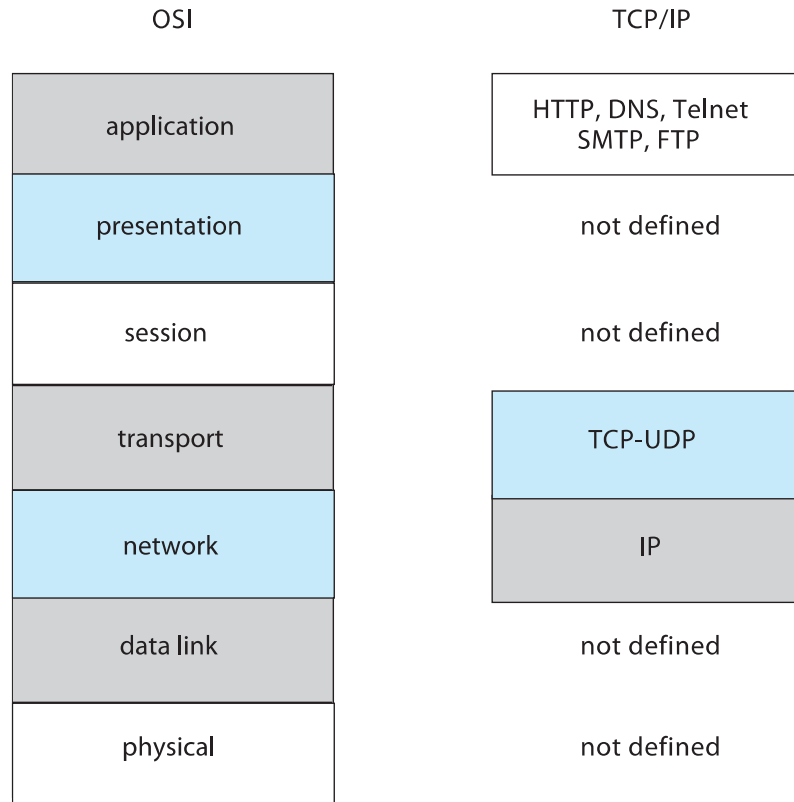 OSI
TCP/IP
application
HTTP, DNS, Telnet
SMTP, FTP
presentation
not defined
session
not defined
transport
TCP-UDP
network
IP
data link
not defined
physical
not defined